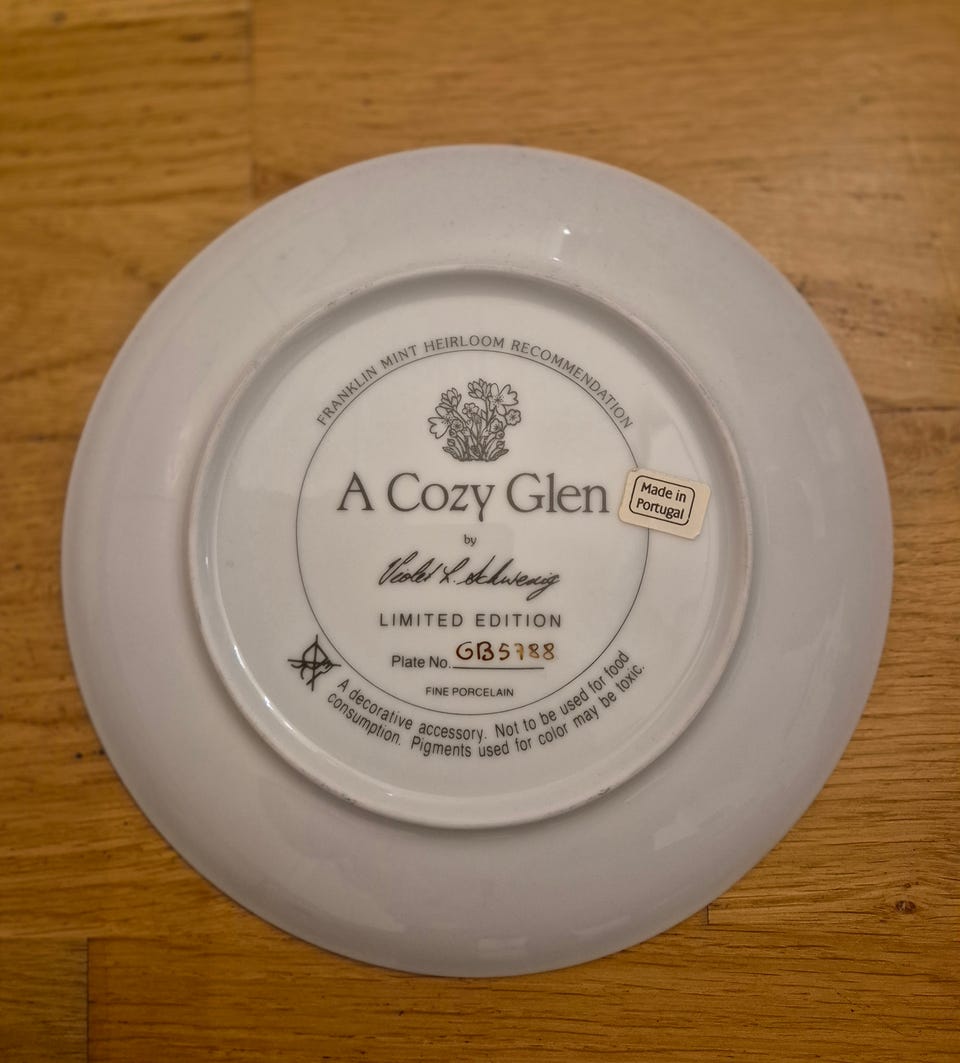 FRANKLIN MINT HEIRLOOM RECOMMENDATION
A Cozy Glen
by
Violet L. Schwenig
LIMITED EDITION
Plate No. GB5788
FINE PORCELAIN
A decorative accessory. Not to be used for food
consumption. Pigments used for color may be toxic.
Made in
Portugal